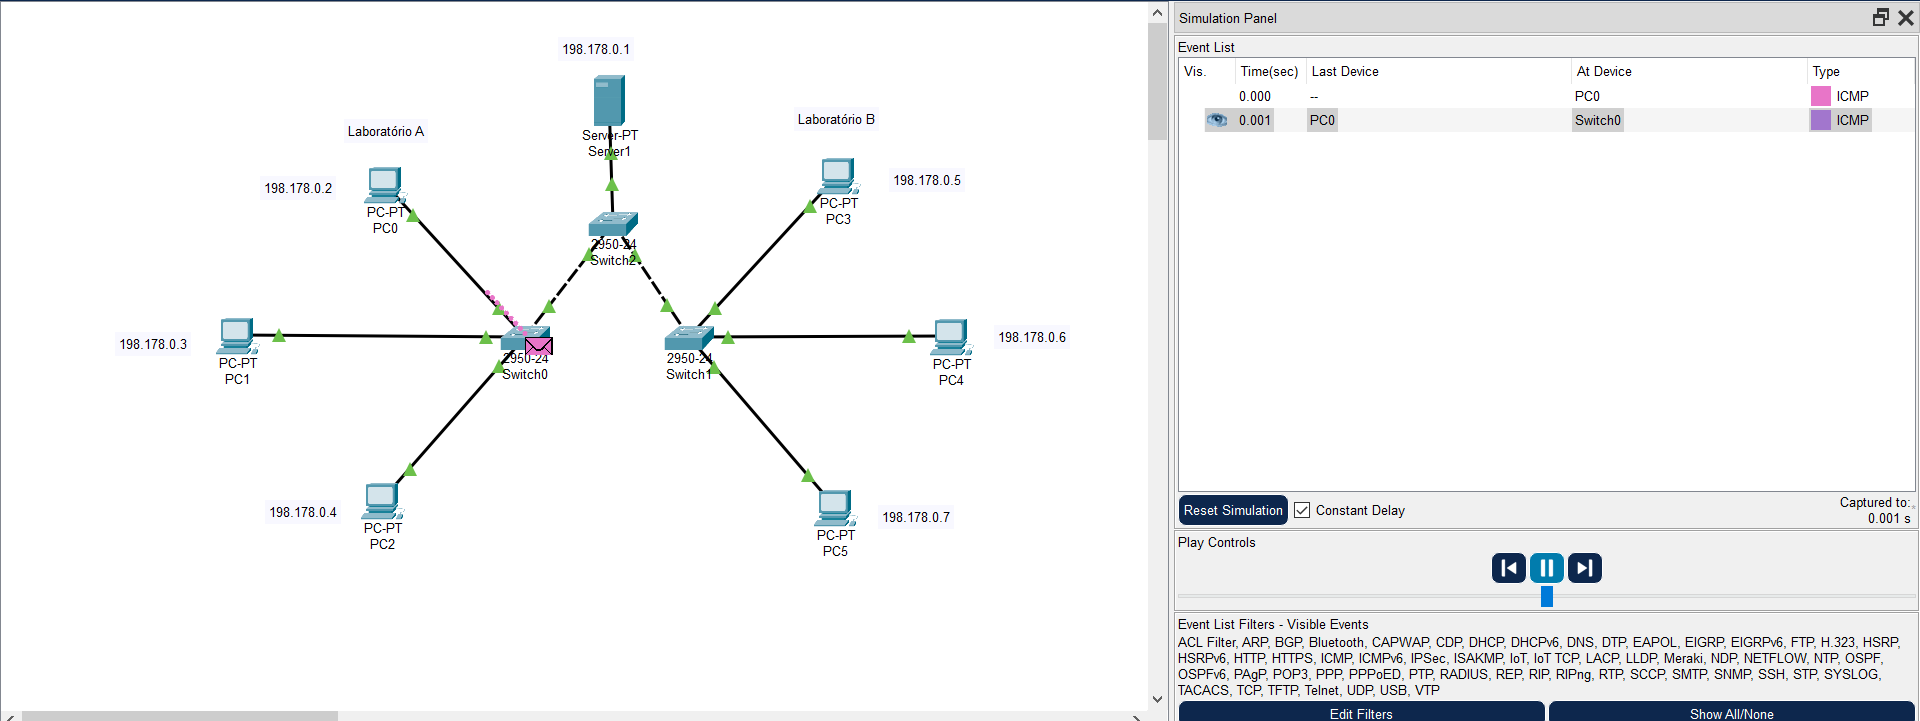 198.178.0.1
Server-PT
Server1
Laboratório A
Laboratório B
198.178.0.2
PC-PT
PC0
PC-PT
PC3
198.178.0.5
2950-24
Switch2
198.178.0.3
PC-PT
PC1
2950-24
Switch0
2950-24
Switch1
PC-PT
PC4
198.178.0.6
198.178.0.4
PC-PT
PC2
PC-PT
PC5
198.178.0.7
Simulation Panel
Event List
Vis. Time(sec) Last Device At Device Type
0.000 -- PC0 ICMP
0.001 PC0 Switch0 ICMP
Reset Simulation Constant Delay
Captured to:
0.001 s
Play Controls
Event List Filters - Visible Events
ACL Filter, ARP, BGP, Bluetooth, CAPWAP, CDP, DHCP, DHCPv6, DNS, DTP, EAPOL, EIGRP, EIGRPv6, FTP, H.323, HSRP,
HSRPv6, HTTP, HTTPS, ICMP, ICMPv6, IPSec, ISAKMP, IoT, IoT TCP, LACP, LLDP, Meraki, NDP, NETFLOW, NTP, OSPF,
OSPFv6, PAgP, POP3, PPP, PPPoED, PTP, RADIUS, REP, RIP, RIPng, RTP, SCCP, SMTP, SNMP, SSH, STP, SYSLOG,
TACACS, TCP, TFTP, Telnet, UDP, USB, VTP
Edit Filters
Show All/None